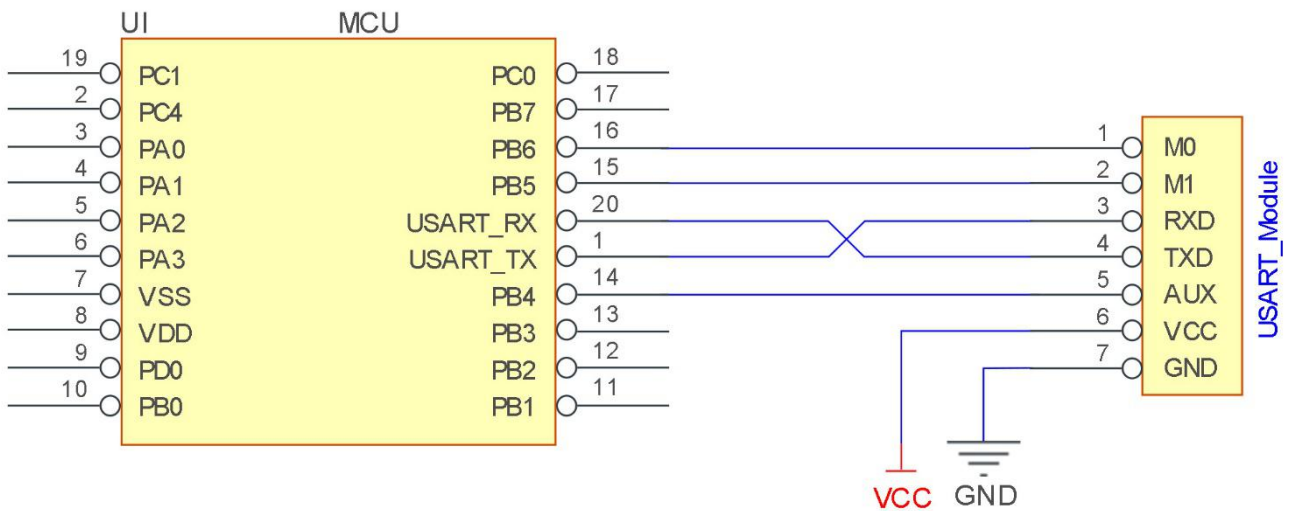 UI MCU
19 PC1 PC0 18
2 PC4 PB7 17
3 PA0 PB6 16 1 M0
4 PA1 PB5 15 2 M1
5 PA2 USART_RX 20 3 RXD
6 PA3 USART_TX 1 4 TXD
7 VSS PB4 14 5 AUX
8 VDD PB3 13 6 VCC
9 PD0 PB2 12 7 GND
10 PB0 PB1 11
USART_Module
VCC GND